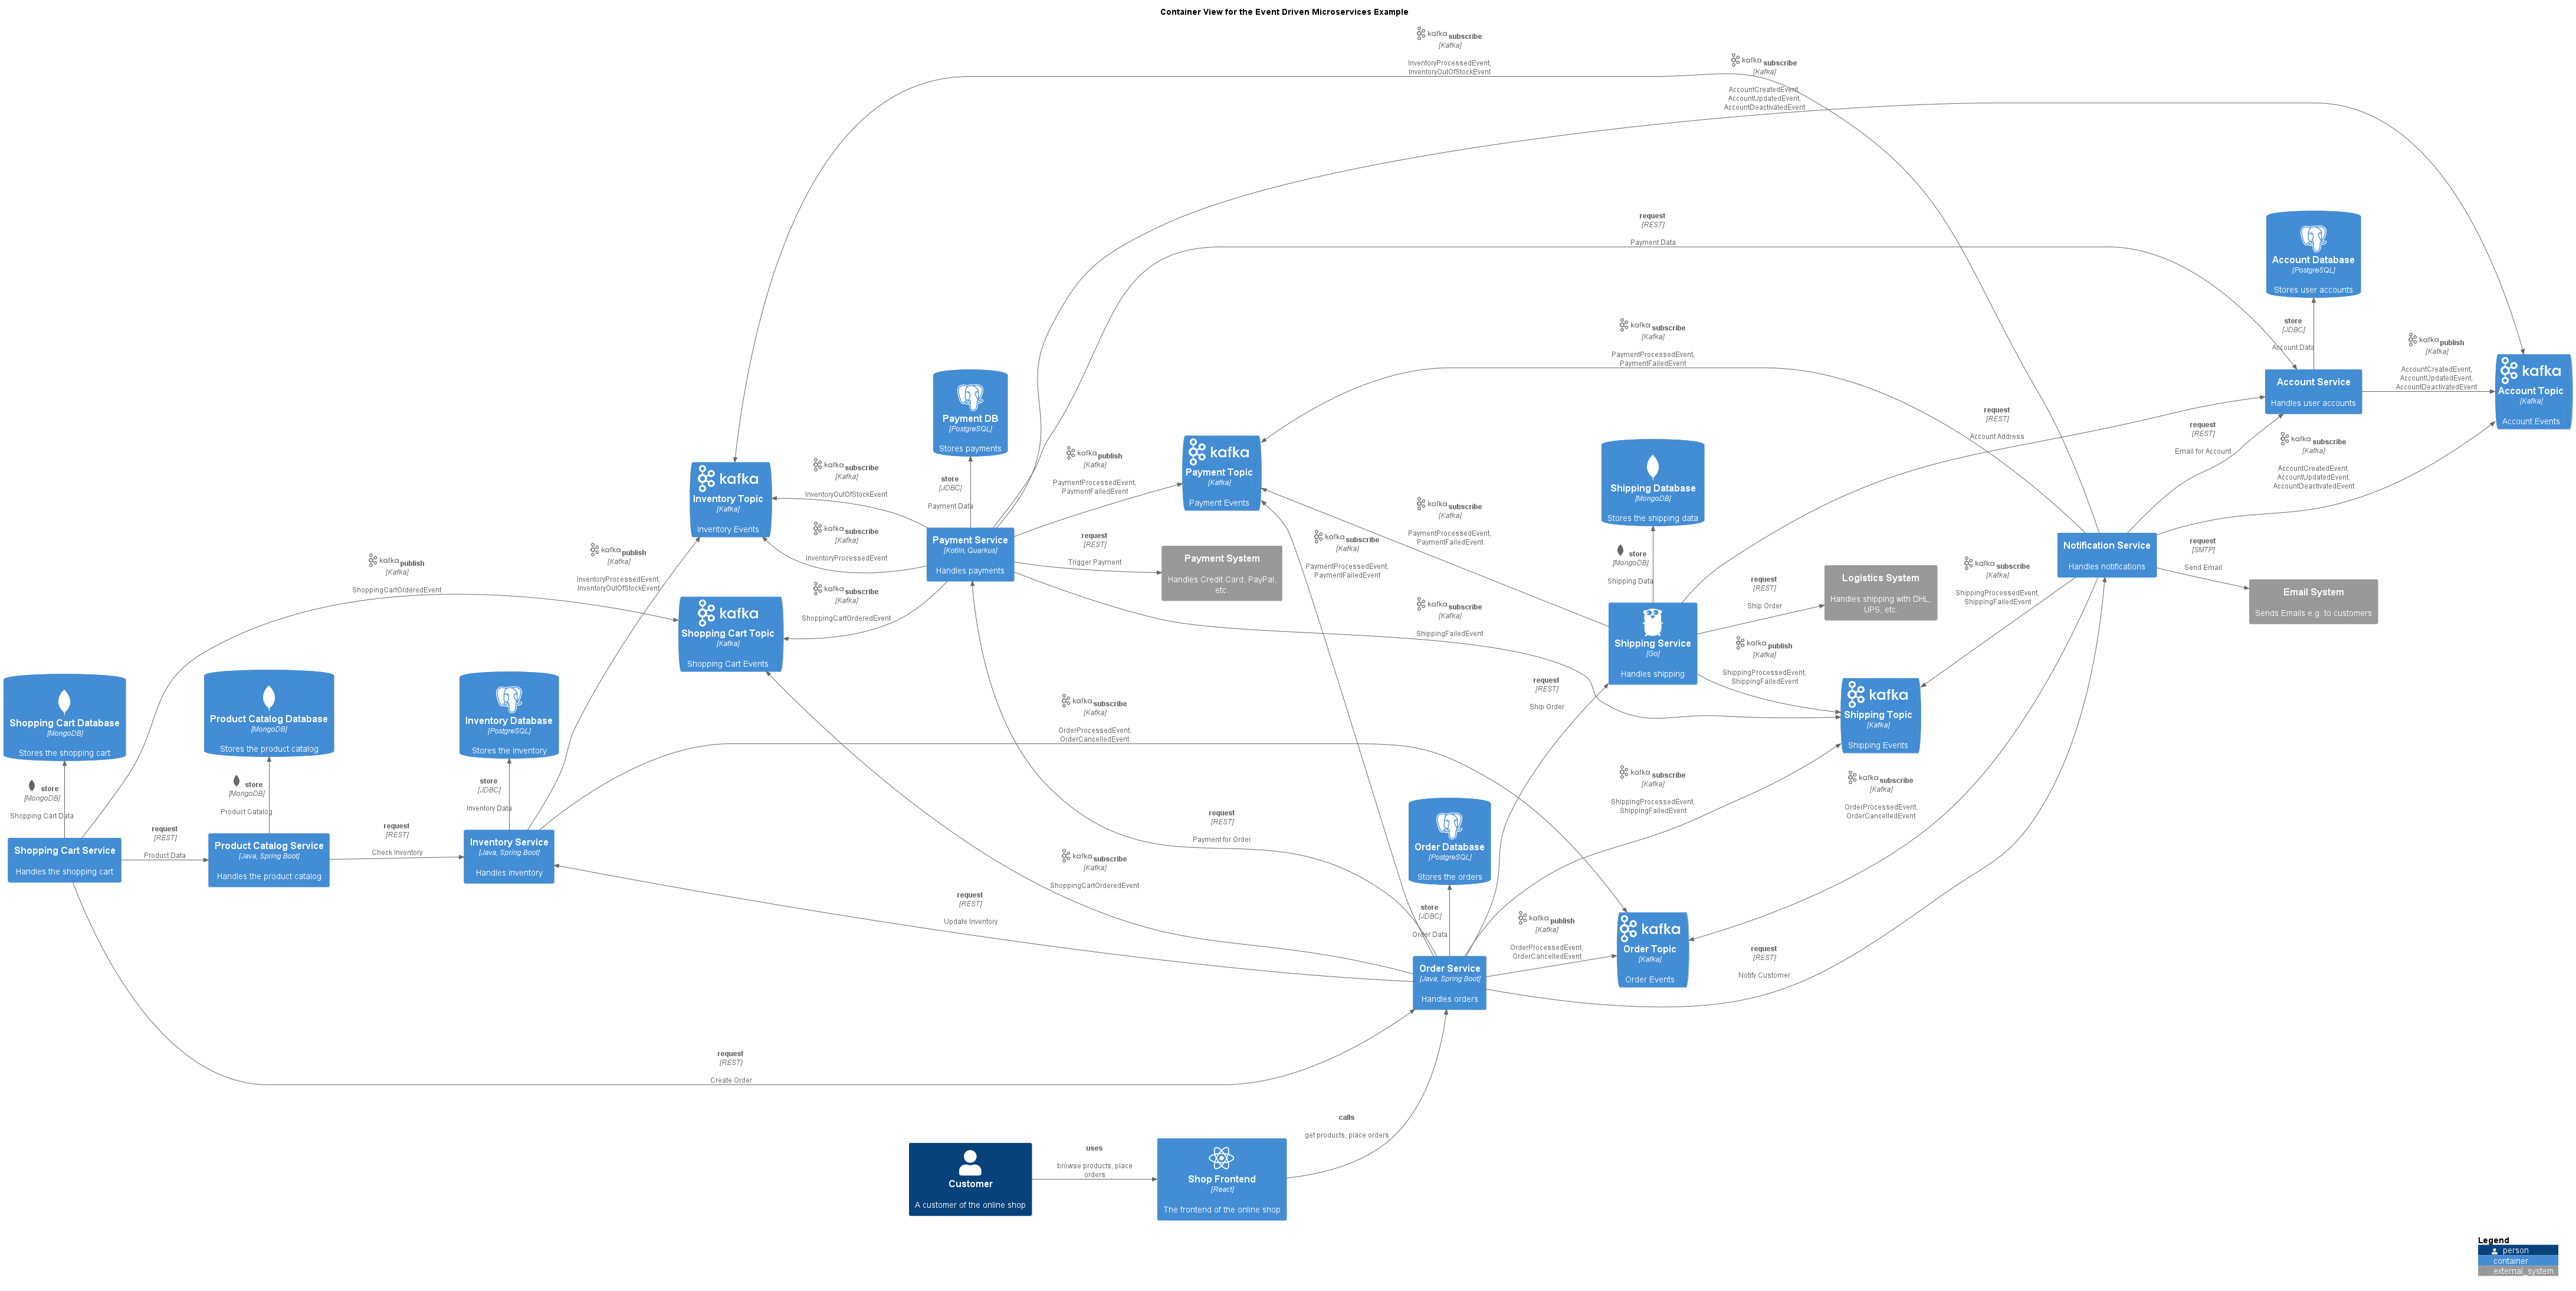 Container View for the Event Driven Microservices Example
kafka subscribe
[Kafka]
InventoryProcessedEvent,
InventoryOutOfStockEvent
kafka subscribe
[Kafka]
AccountCreatedEvent,
AccountUpdatedEvent,
AccountDeactivatedEvent
request
[REST]
Payment Data
Account Database
[PostgreSQL]
Stores user accounts
store
[JDBC]
Account Data
kafka subscribe
[Kafka]
PaymentProcessedEvent,
PaymentFailedEvent
kafka publish
[Kafka]
AccountCreatedEvent,
AccountUpdatedEvent,
AccountDeactivatedEvent
Account Service
Handles user accounts
kafka
Account Topic
[Kafka]
Account Events
Payment DB
[PostgreSQL]
Stores payments
request
[REST]
Account Address
request
[REST]
Email for Account
kafka subscribe
[Kafka]
AccountCreatedEvent,
AccountUpdatedEvent,
AccountDeactivatedEvent
kafka
Inventory Topic
[Kafka]
Inventory Events
kafka subscribe
[Kafka]
InventoryOutOfStockEvent
store
[JDBC]
Payment Data
kafka publish
[Kafka]
PaymentProcessedEvent,
PaymentFailedEvent
kafka
Payment Topic
[Kafka]
Payment Events
Shipping Database
[MongoDB]
Stores the shipping data
kafka subscribe
[Kafka]
PaymentProcessedEvent,
PaymentFailedEvent
kafka subscribe
[Kafka]
InventoryProcessedEvent
Payment Service
[Kotlin, Quarkus]
Handles payments
request
[REST]
Trigger Payment
Payment System
Handles Credit Card, PayPal,
etc.
kafka subscribe
[Kafka]
PaymentProcessedEvent,
PaymentFailedEvent
store
[MongoDB]
Shipping Data
Notification Service
Handles notifications
request
[SMTP]
Send Email
Email System
Sends Emails e.g. to customers
kafka publish
[Kafka]
ShoppingCartOrderedEvent
kafka publish
[Kafka]
InventoryProcessedEvent,
InventoryOutOfStockEvent
kafka
Shopping Cart Topic
[Kafka]
Shopping Cart Events
kafka subscribe
[Kafka]
ShoppingCartOrderedEvent
kafka subscribe
[Kafka]
ShippingFailedEvent
Shipping Service
[Go]
Handles shipping
request
[REST]
Ship Order
Logistics System
Handles shipping with DHL,
UPS, etc.
kafka subscribe
[Kafka]
ShippingProcessedEvent,
ShippingFailedEvent
kafka publish
[Kafka]
ShippingProcessedEvent,
ShippingFailedEvent
request
[REST]
Ship Order
kafka
Shipping Topic
[Kafka]
Shipping Events
Shopping Cart Database
[MongoDB]
Stores the shopping cart
Product Catalog Database
[MongoDB]
Stores the product catalog
Inventory Database
[PostgreSQL]
Stores the inventory
kafka subscribe
[Kafka]
OrderProcessedEvent,
OrderCancelledEvent
store
[MongoDB]
Shopping Cart Data
store
[MongoDB]
Product Catalog
store
[JDBC]
Inventory Data
kafka subscribe
[Kafka]
ShippingProcessedEvent,
ShippingFailedEvent
kafka subscribe
[Kafka]
OrderProcessedEvent,
OrderCancelledEvent
Shopping Cart Service
Handles the shopping cart
request
[REST]
Product Data
Product Catalog Service
[Java, Spring Boot]
Handles the product catalog
request
[REST]
Check Inventory
Inventory Service
[Java, Spring Boot]
Handles inventory
request
[REST]
Payment for Order
Order Database
[PostgreSQL]
Stores the orders
kafka subscribe
[Kafka]
ShoppingCartOrderedEvent
request
[REST]
Update Inventory
store
[JDBC]
Order Data
kafka publish
[Kafka]
OrderProcessedEvent,
OrderCancelledEvent
kafka
Order Topic
[Kafka]
Order Events
request
[REST]
Notify Customer
Order Service
[Java, Spring Boot]
Handles orders
request
[REST]
Create Order
calls
get products, place orders
Customer
A customer of the online shop
uses
browse products, place
orders
Shop Frontend
[React]
The frontend of the online shop
Legend
person
container
external_system